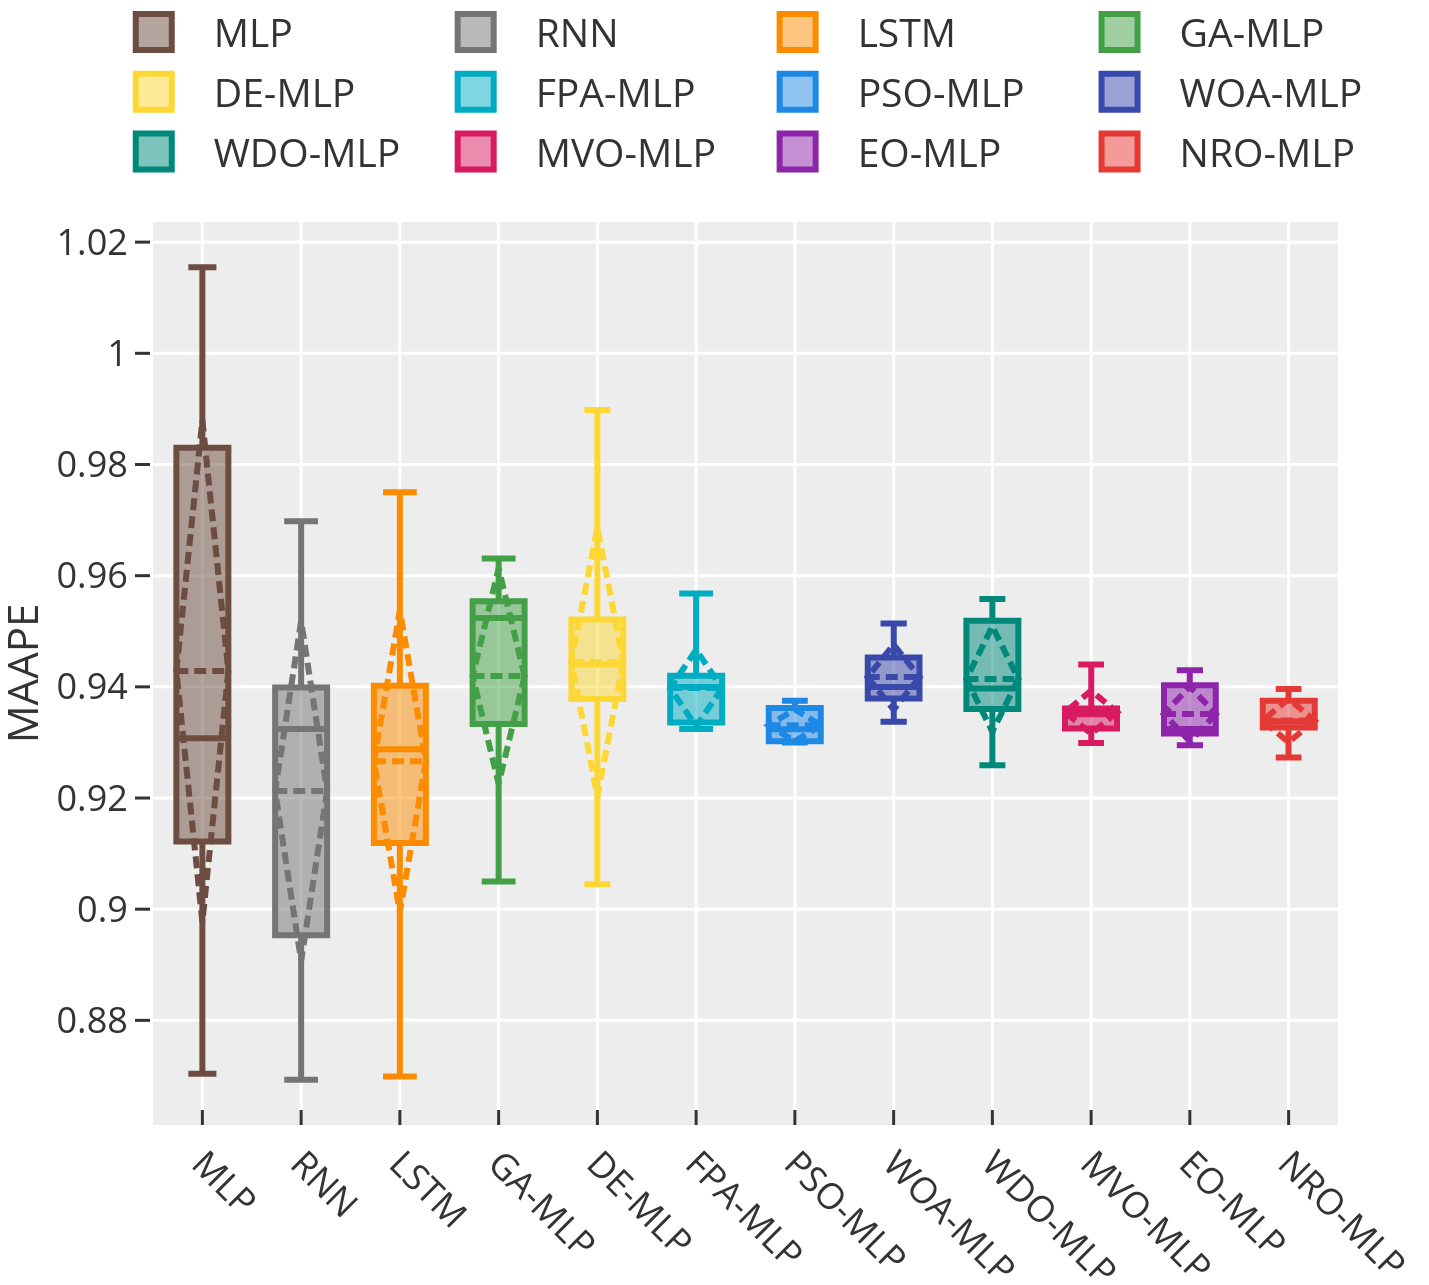 MLP RNN LSTM GA-MLP
DE-MLP FPA-MLP PSO-MLP WOA-MLP
WDO-MLP MVO-MLP EO-MLP NRO-MLP
1.02
1
0.98
0.96
0.94
0.92
0.9
0.88
MAAPE
MLP RNN LSTM GA-MLP DE-MLP FPA-MLP PSO-MLP WOA-MLP WDO-MLP MVO-MLP EO-MLP NRO-MLP